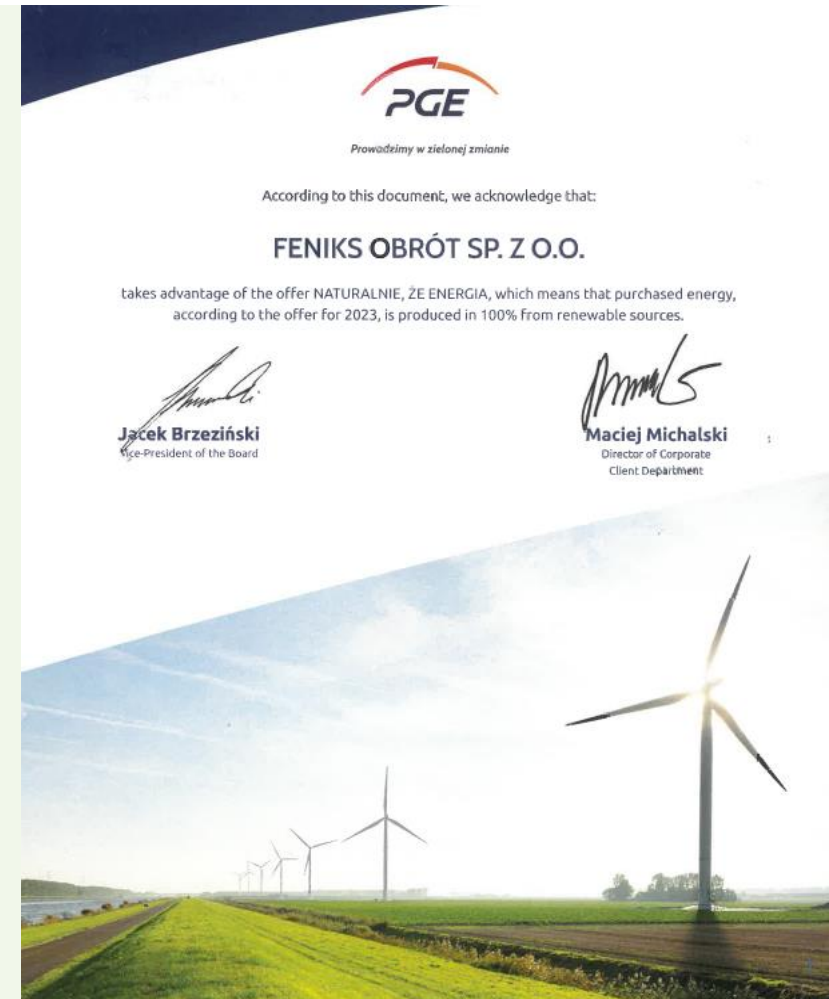 PGE
Prowadzimy w zielonej zmianie
According to this document, we acknowledge that:
FENIKS OBRÓT SP. Z O.O.
takes advantage of the offer NATURALNIE, ŻE ENERGIA, which means that purchased energy,
according to the offer for 2023, is produced in 100% from renewable sources.
Jacek Brzeziński
Vice-President of the Board
Maciej Michalski
Director of Corporate
Client Department